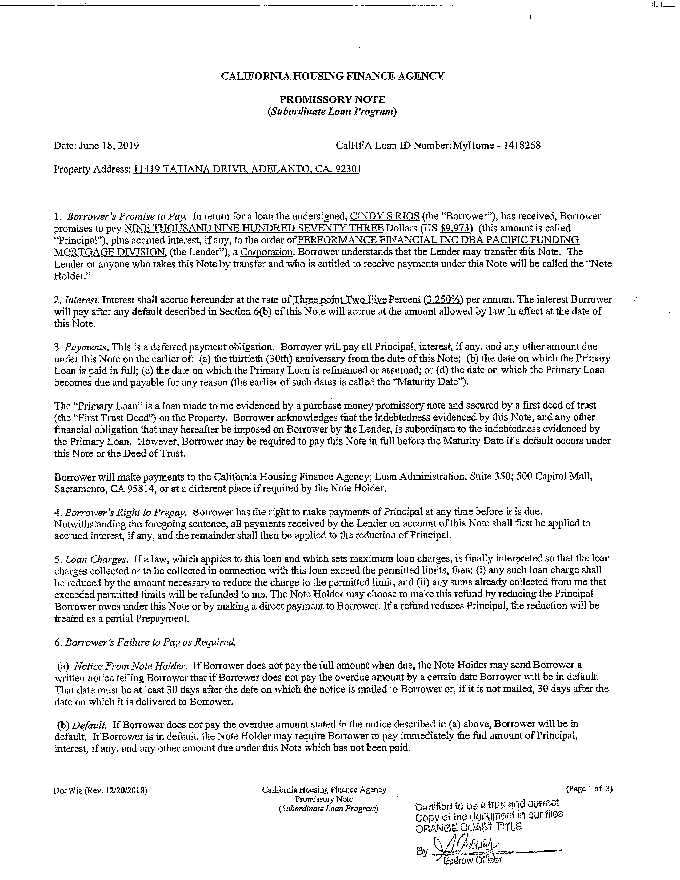 CALIFORNIA HOUSING FINANCE AGENCY
PROMISSORY NOTE
(Subordinate Loan Program)
Date: June 18, 2019 CalHFA Loan ID Number: MyHome - 1418268
Property Address: 11419 TATIANA DRIVE, ADELANTO, CA. 92301
1. Borrower's Promise to Pay. In return for a loan the undersigned, CINDY S RIOS (the "Borrower"), has received, Borrower
promises to pay NINE THOUSAND NINE HUNDRED SEVENTY THREE Dollars (US $9,973) (this amount is called
"Principal"), plus accrued interest, if any, to the order of PERFORMANCE FINANCIAL INC DBA PACIFIC FUNDING
MORTGAGE DIVISION, (the Lender"), a Corporation. Borrower understands that the Lender may transfer this Note. The
Lender or anyone who takes this Note by transfer and who is entitled to receive payments under this Note will be called the "Note
Holder."
2. Interest. Interest shall accrue hereunder at the rate of Three point Two Five Percent (3.250%) per annum. The interest Borrower
will pay after any default described in Section 6(b) of this Note will accrue at the amount allowed by law in effect at the date of
this Note.
3. Payments. This is a deferred payment obligation. Borrower will pay all Principal, interest, if any, and any other amount due
under this Note on the earlier of: (a) the thirtieth (30th) anniversary from the date of this Note; (b) the date on which the Primary
Loan is paid in full; (c) the date on which the Primary Loan is refinanced or assumed; or (d) the date on which the Primary Loan
becomes due and payable for any reason (the earlier of such dates is called the "Maturity Date").
The "Primary Loan" is a loan made to me evidenced by a purchase money promissory note and secured by a first deed of trust
(the "First Trust Deed") on the Property. Borrower acknowledges that the indebtedness evidenced by this Note, and any other
financial obligation that may hereafter be imposed on Borrower by the Lender, is subordinate to the indebtedness evidenced by
the Primary Loan. However, Borrower may be required to pay this Note in full before the Maturity Date if a default occurs under
this Note or the Deed of Trust.
Borrower will make payments to the California Housing Finance Agency; Loan Administration, Suite 350; 500 Capitol Mall,
Sacramento, CA 95814, or at a different place if required by the Note Holder.
4. Borrower's Right to Prepay. Borrower has the right to make payments of Principal at any time before it is due.
Notwithstanding the foregoing sentence, all payments received by the Lender on account of this Note shall first be applied to
accrued interest, if any, and the remainder shall then be applied to the reduction of Principal.
5. Loan Charges. If a law, which applies to this loan and which sets maximum loan charges, is finally interpreted so that the loan
charges collected or to be collected in connection with this loan exceed the permitted limits, then: (i) any such loan charge shall
be reduced by the amount necessary to reduce the charge to the permitted limit, and (ii) any sums already collected from me that
exceeded permitted limits will be refunded to me. The Note Holder may choose to make this refund by reducing the Principal
Borrower owes under this Note or by making a direct payment to Borrower. If a refund reduces Principal, the reduction will be
treated as a partial Prepayment.
6. Borrower's Failure to Pay as Required.
(a) Notice From Note Holder. If Borrower does not pay the full amount when due, the Note Holder may send Borrower a
written notice telling Borrower that if Borrower does not pay the overdue amount by a certain date Borrower will be in default.
That date must be at least 30 days after the date on which the notice is mailed to Borrower or, if it is not mailed, 30 days after the
date on which it is delivered to Borrower.
(b) Default. If Borrower does not pay the overdue amount stated in the notice described in (a) above, Borrower will be in
default. If Borrower is in default, the Note Holder may require Borrower to pay immediately the full amount of Principal,
interest, if any, and any other amount due under this Note which has not been paid.
Doc Wiz (Rev. 12/20/2018) California Housing Finance Agency (Page 1 of 3)
Promissory Note
(Subordinate Loan Program)
Certified to be a true and correct
Copy of the document in our files
ORANGE COAST TITLE
By
Escrow Officer